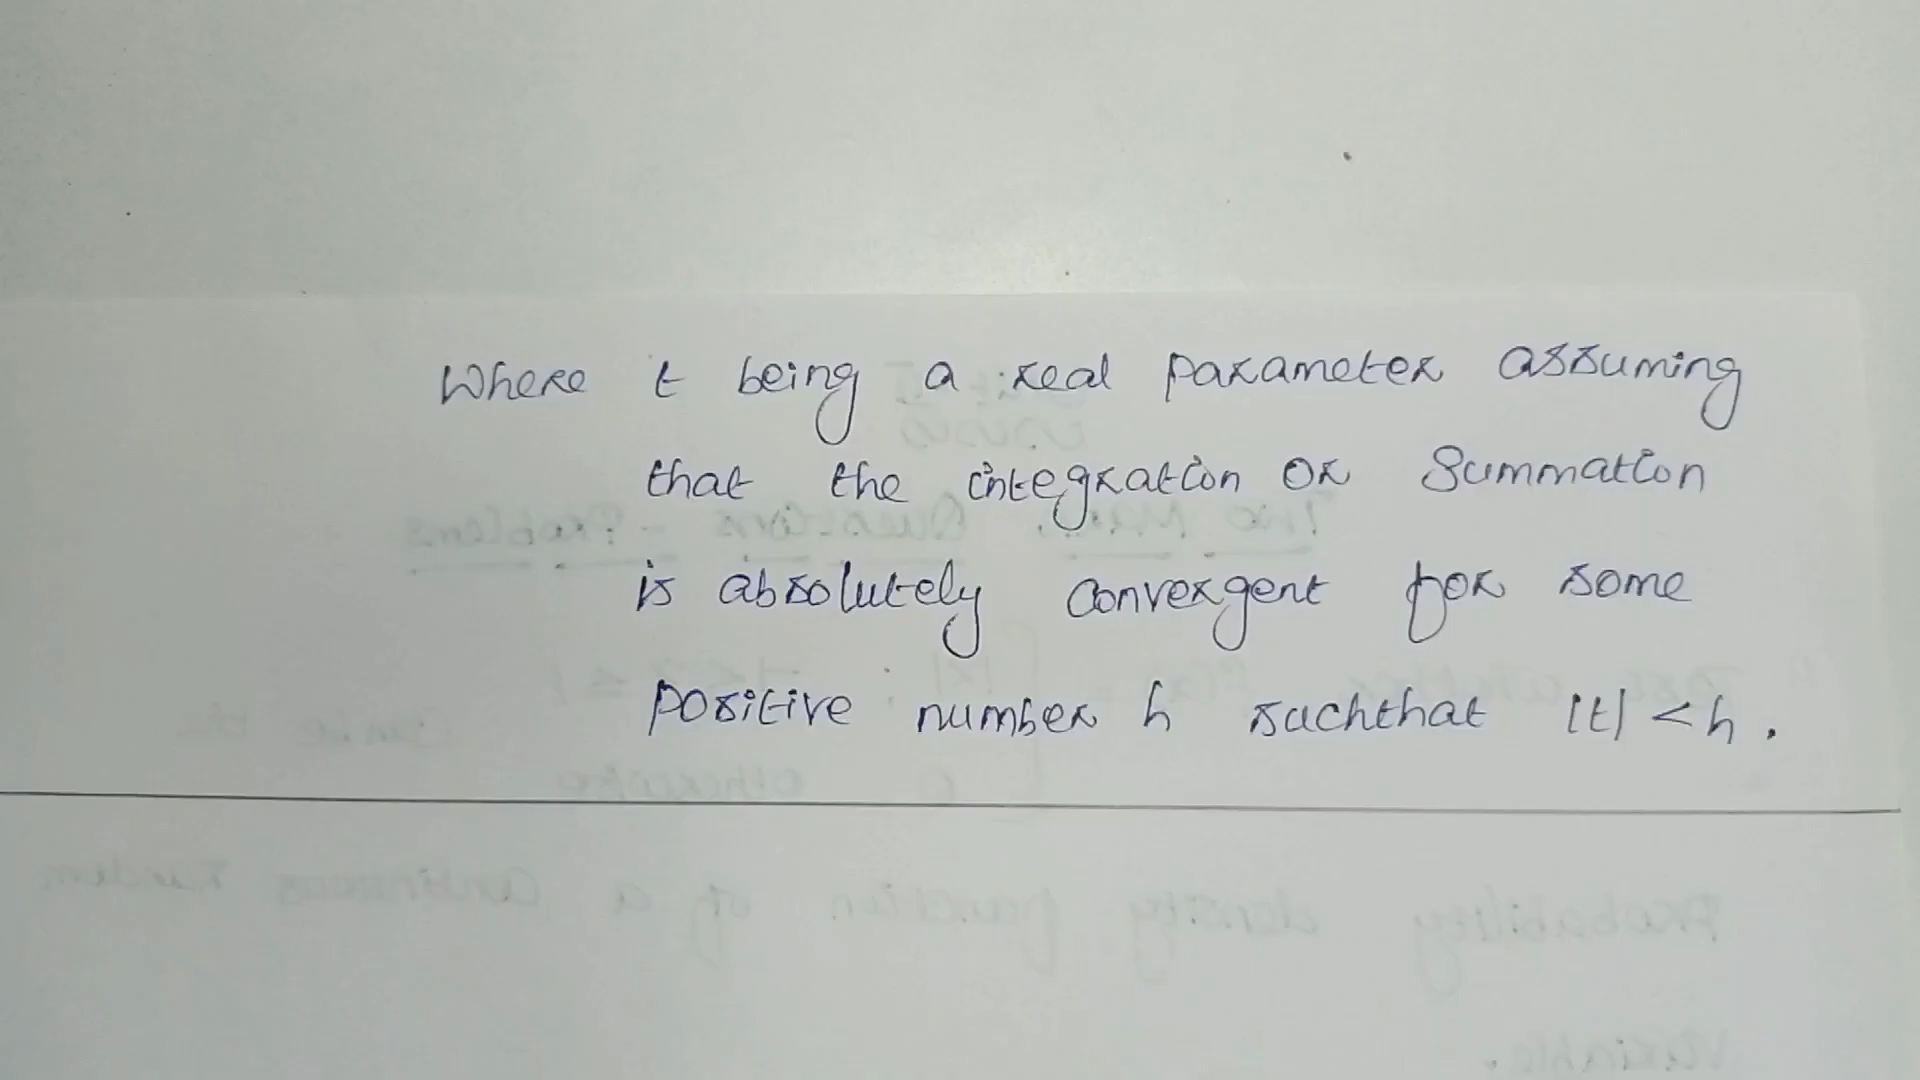 Where t being a real parameter assuming
that the integration or Summation
is absolutely convergent for some
positive number h suchthat |t| < h .